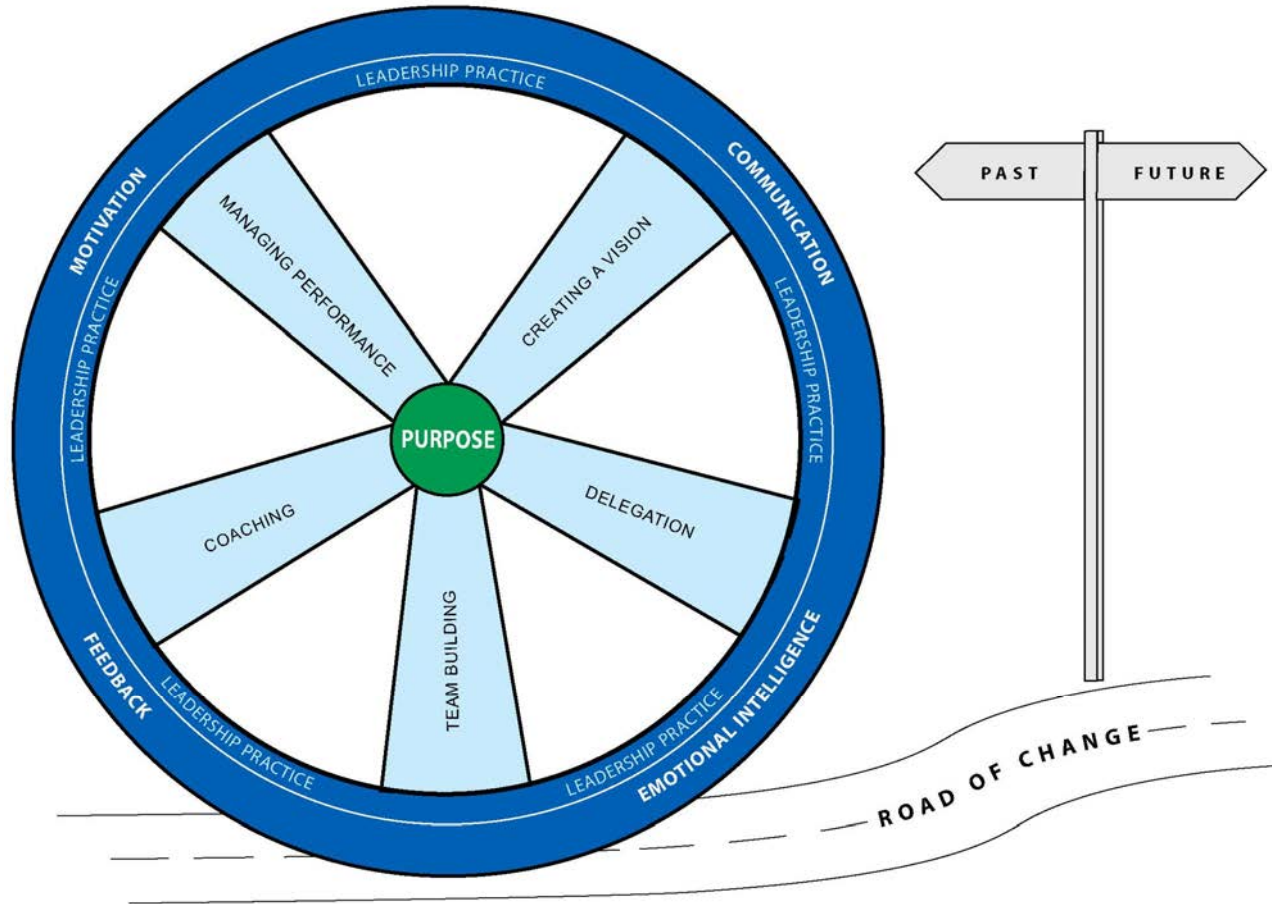 LEADERSHIP PRACTICE
MOTIVATION
COMMUNICATION
PAST
FUTURE
MANAGING PERFORMANCE
CREATING A VISION
LEADERSHIP PRACTICE
LEADERSHIP PRACTICE
PURPOSE
COACHING
DELEGATION
TEAM BUILDING
FEEDBACK
EMOTIONAL INTELLIGENCE
LEADERSHIP PRACTICE
LEADERSHIP PRACTICE
ROAD OF CHANGE